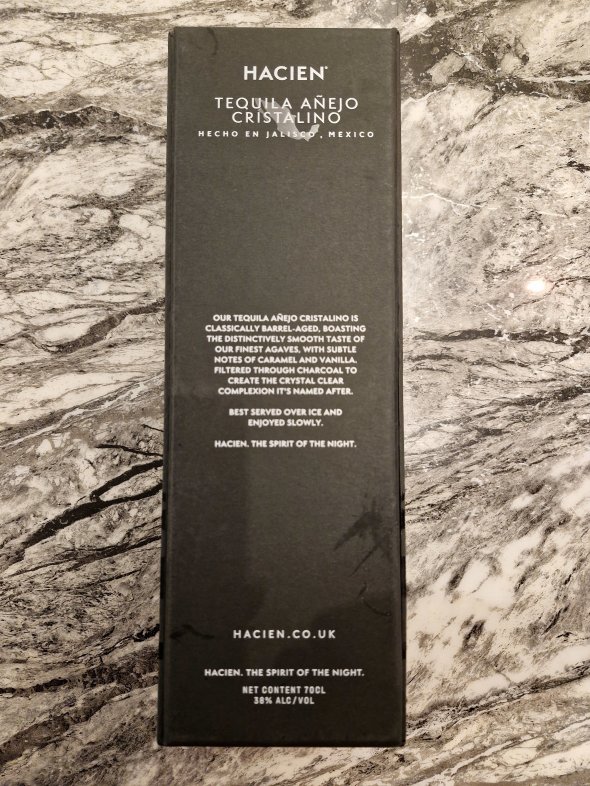 HACIEN®
TEQUILA AÑEJO
CRISTALINO
HECHO EN JALISCO, MEXICO
OUR TEQUILA AÑEJO CRISTALINO IS
CLASSICALLY BARREL-AGED, BOASTING
THE DISTINCTIVELY SMOOTH TASTE OF
OUR FINEST AGAVES, WITH SUBTLE
NOTES OF CARAMEL AND VANILLA.
FILTERED THROUGH CHARCOAL TO
CREATE THE CRYSTAL CLEAR
COMPLEXION IT'S NAMED AFTER.
BEST SERVED OVER ICE AND
ENJOYED SLOWLY.
HACIEN. THE SPIRIT OF THE NIGHT.
HACIEN.CO.UK
HACIEN. THE SPIRIT OF THE NIGHT.
NET CONTENT 70CL
38% ALC/VOL